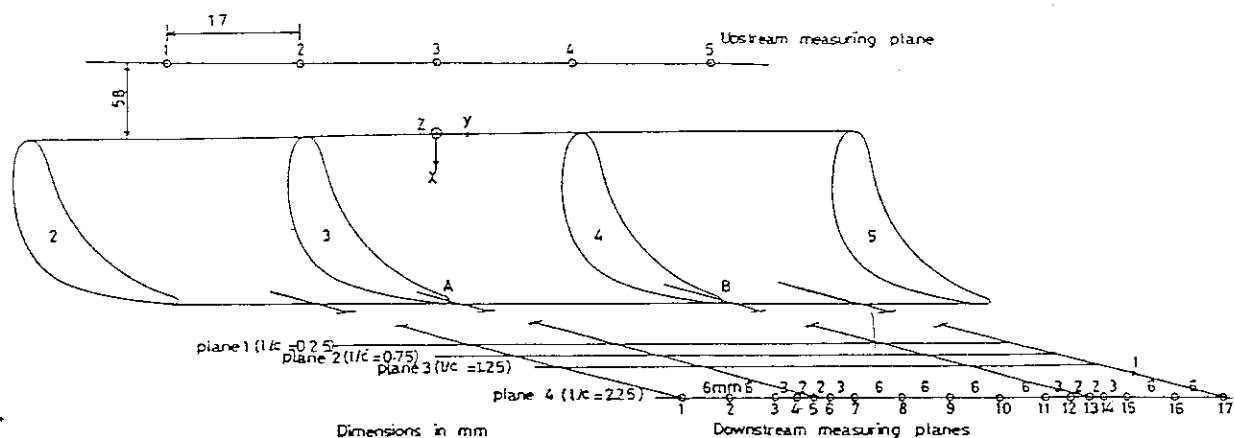 17
Upstream measuring plane
1 2 3 4 5
58
Z y
X
2 3 4 5
A B
plane 1 (l/c =0.25)
plane 2 (l/c =0.75)
plane 3 (l/c =1.25)
1
6mm 6 3 2 2 3 6 6 6 6 3 2 2 3 6 6
plane 4 (l/c =2.25)
1 2 3 4 5 6 7 8 9 10 11 12 13 14 15 16 17
Dimensions in mm
Downstream measuring planes